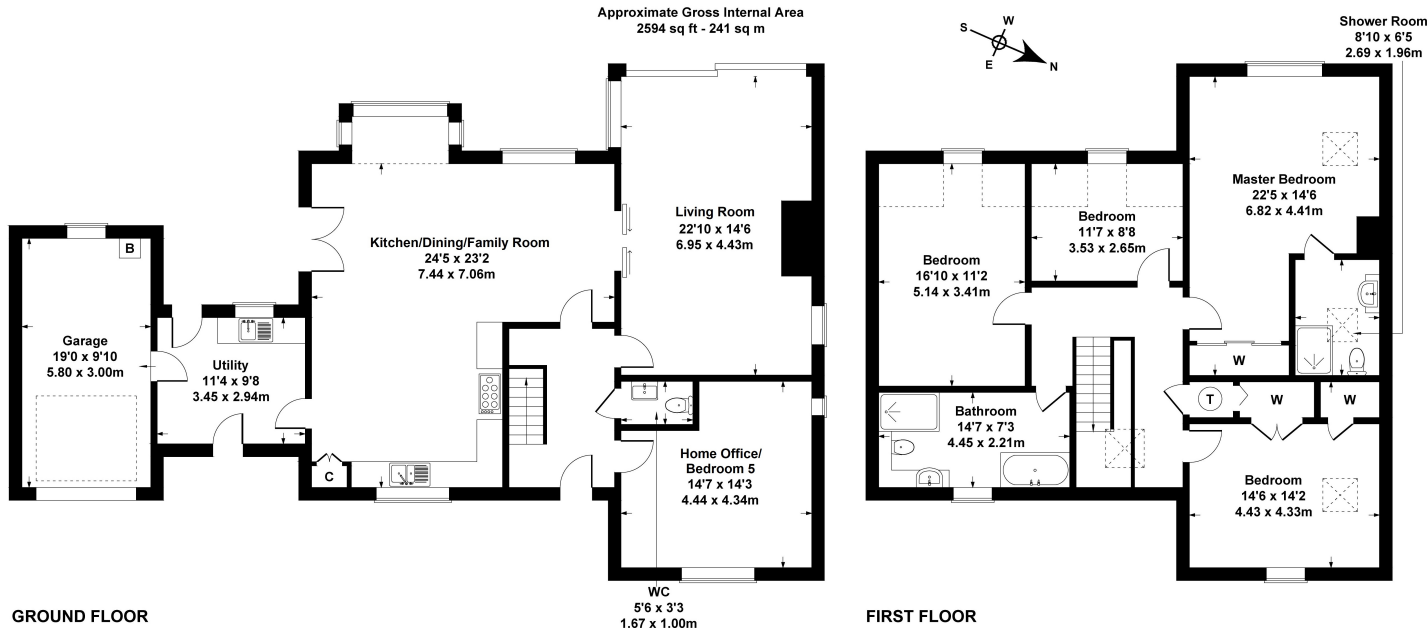 Approximate Gross Internal Area
2594 sq ft - 241 sq m
S
W
E
N
Shower Room
8'10 x 6'5
2.69 x 1.96m
B
Garage
19'0 x 9'10
5.80 x 3.00m
Utility
11'4 x 9'8
3.45 x 2.94m
Kitchen/Dining/Family Room
24'5 x 23'2
7.44 x 7.06m
C
Living Room
22'10 x 14'6
6.95 x 4.43m
Home Office/
Bedroom 5
14'7 x 14'3
4.44 x 4.34m
WC
5'6 x 3'3
1.67 x 1.00m
GROUND FLOOR
Bedroom
16'10 x 11'2
5.14 x 3.41m
Bedroom
11'7 x 8'8
3.53 x 2.65m
Master Bedroom
22'5 x 14'6
6.82 x 4.41m
W
T
W
W
Bathroom
14'7 x 7'3
4.45 x 2.21m
Bedroom
14'6 x 14'2
4.43 x 4.33m
FIRST FLOOR